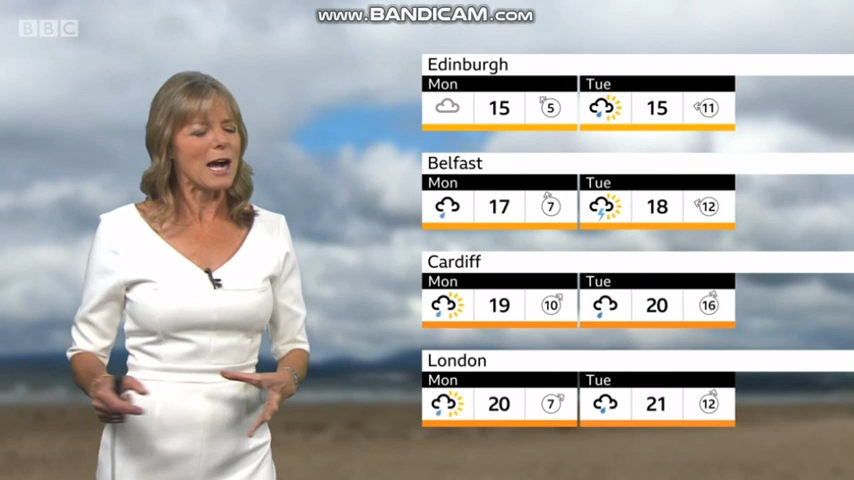 BBC
www.BANDICAM.com
Edinburgh
Mon Tue
15 5 15 11
Belfast
Mon Tue
17 7 18 12
Cardiff
Mon Tue
19 10 20 16
London
Mon Tue
20 7 21 12